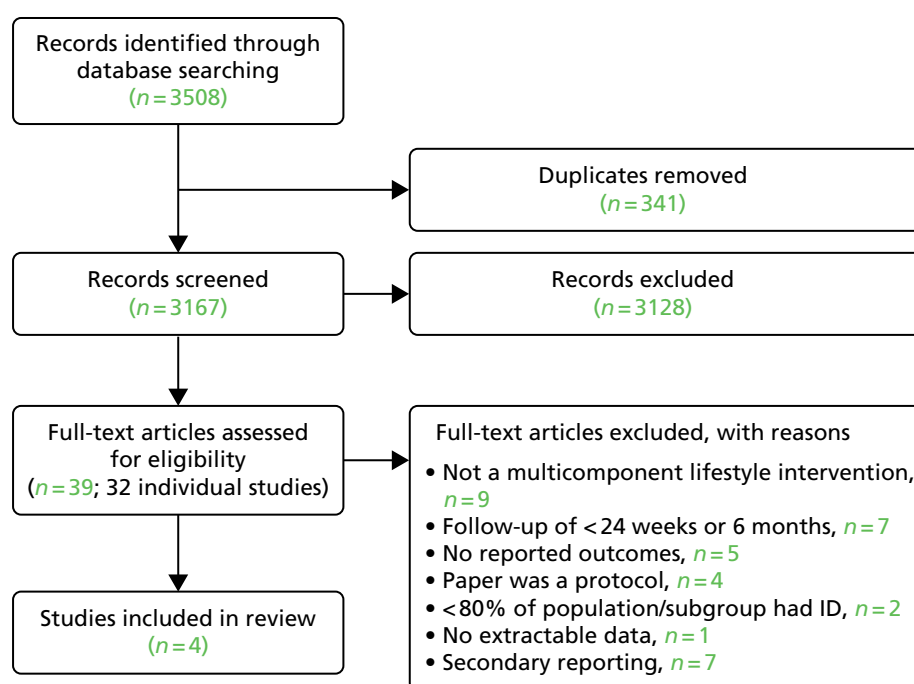 Records identified through
database searching
(n=3508)
Duplicates removed
(n=341)
Records screened
(n=3167)
Records excluded
(n=3128)
Full-text articles assessed
for eligibility
(n=39; 32 individual studies)
Full-text articles excluded, with reasons
• Not a multicomponent lifestyle intervention,
n=9
• Follow-up of <24 weeks or 6 months, n=7
• No reported outcomes, n=5
• Paper was a protocol, n=4
• <80% of population/subgroup had ID, n=2
• No extractable data, n=1
• Secondary reporting, n=7
Studies included in review
(n=4)